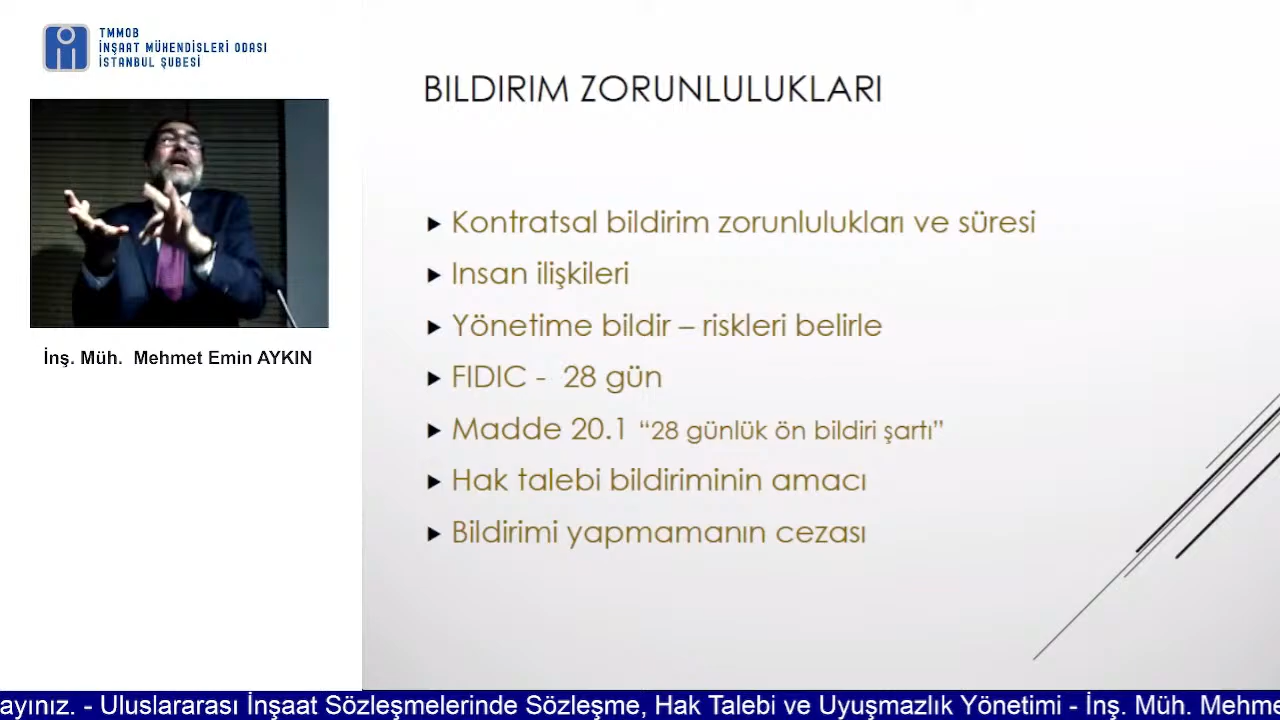 TMMOB
İNŞAAT MÜHENDİSLERİ ODASI
İSTANBUL ŞUBESİ
İnş. Müh. Mehmet Emin AYKIN
BILDIRIM ZORUNLULUKLARI
Kontratsal bildirim zorunlulukları ve süresi
Insan ilişkileri
Yönetime bildir – riskleri belirle
FIDIC - 28 gün
Madde 20.1 “28 günlük ön bildiri şartı”
Hak talebi bildiriminin amacı
Bildirimi yapmamanın cezası
ayınız. - Uluslararası İnşaat Sözleşmelerinde Sözleşme, Hak Talebi ve Uyuşmazlık Yönetimi - İnş. Müh. Mehme